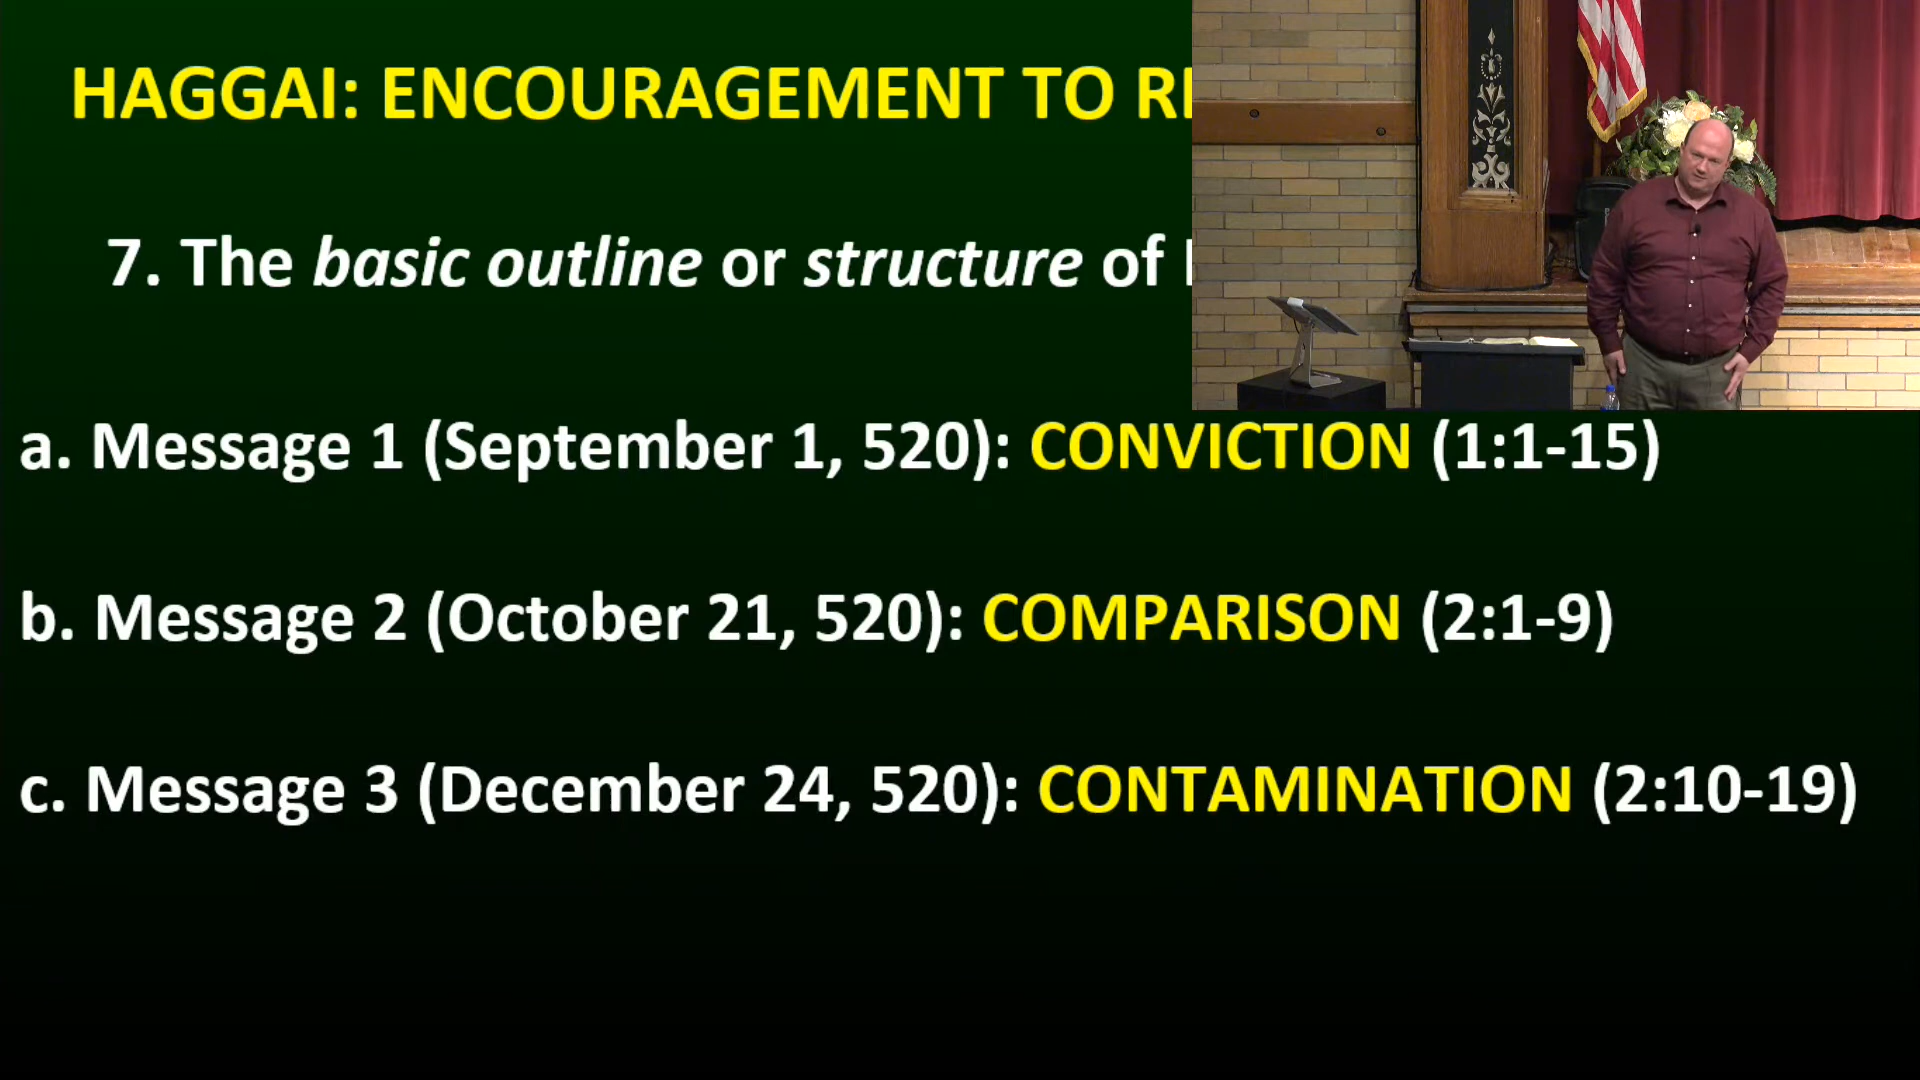 HAGGAI: ENCOURAGEMENT TO
7. The basic outline or structure of
a. Message 1 (September 1, 520): CONVICTION (1:1-15)
b. Message 2 (October 21, 520): COMPARISON (2:1-9)
c. Message 3 (December 24, 520): CONTAMINATION (2:10-19)